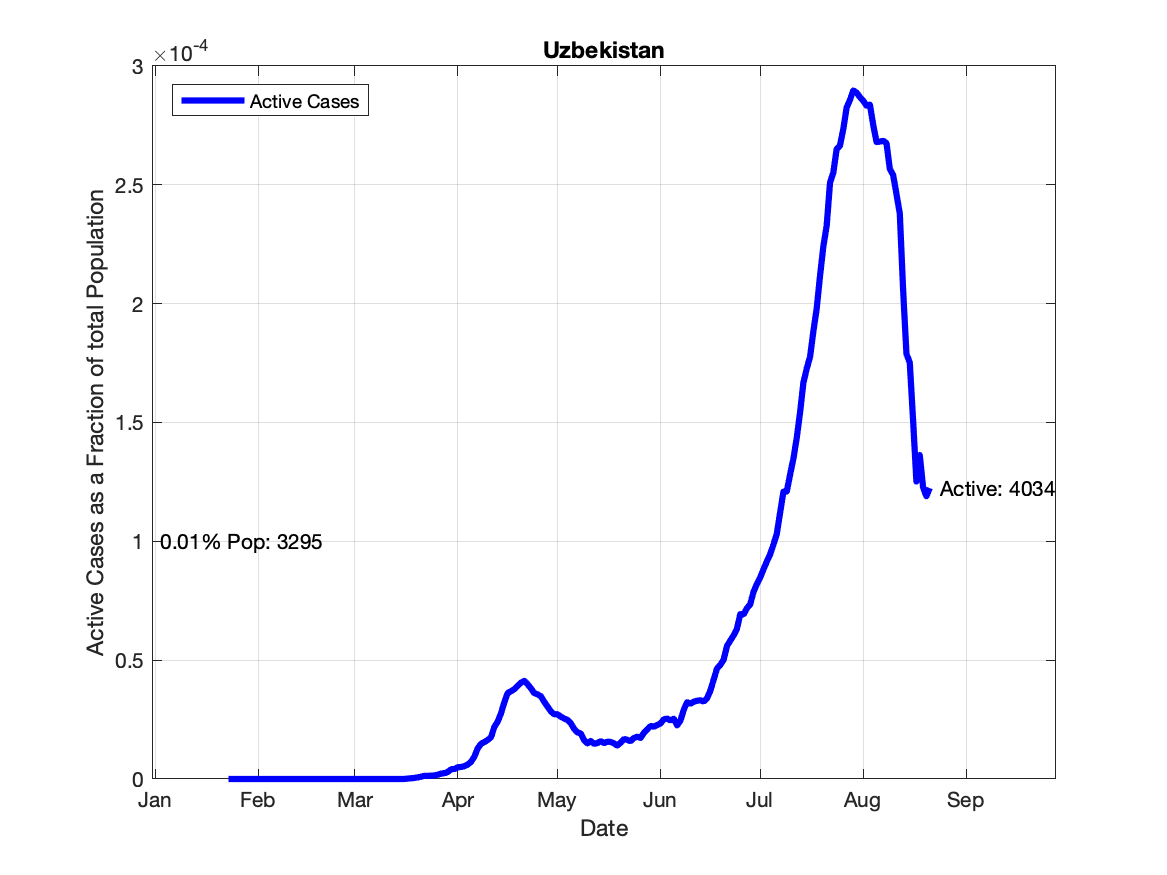 Uzbekistan
×10-4
Active Cases
3
2.5
2
1.5
1
0.5
0
Active Cases as a Fraction of total Population
0.01% Pop: 3295
Active: 4034
Jan Feb Mar Apr May Jun Jul Aug Sep
Date